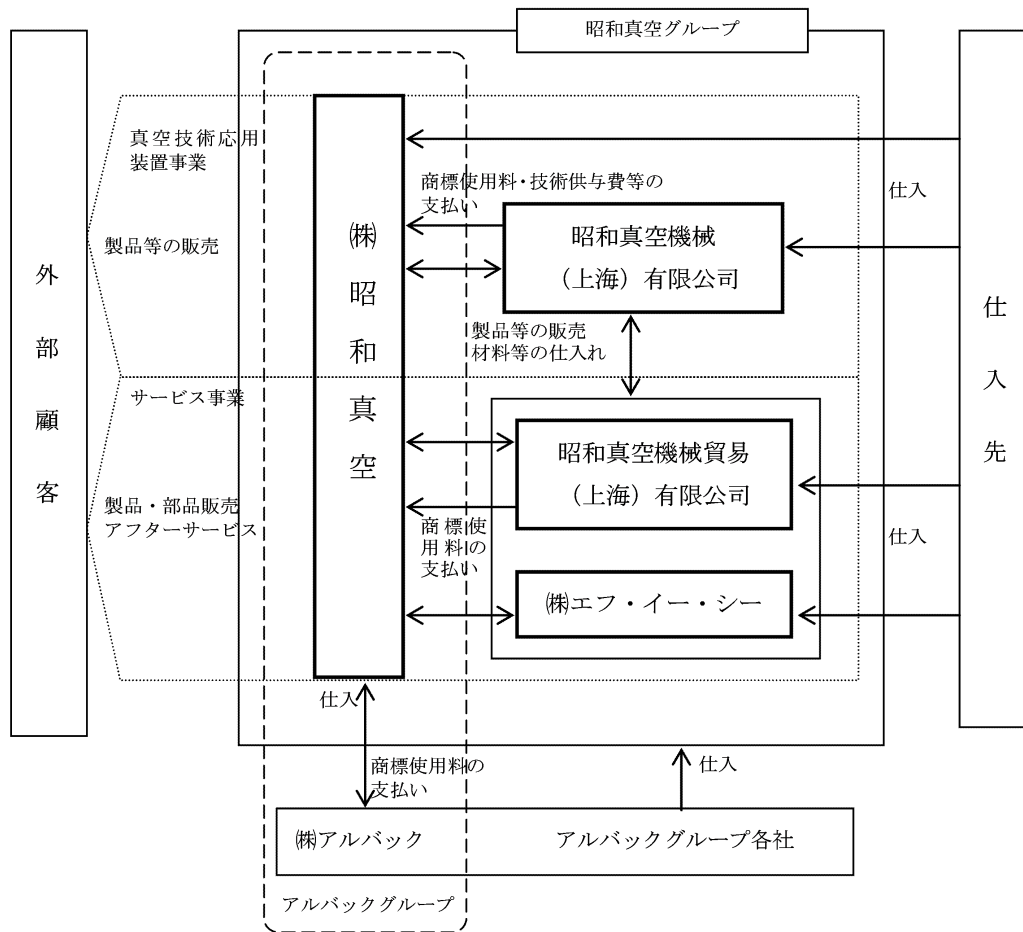 昭和真空グループ
真空技術応用
装置事業
商標使用料・技術供与費等の
支払い
仕入
㈱昭和真空
昭和真空機械
（上海）有限公司
製品等の販売
外部顧客
仕入先
製品等の販売
材料等の仕入れ
サービス事業
昭和真空機械貿易
（上海）有限公司
製品・部品販売
アフターサービス
商標使
用料の
支払い
仕入
㈱エフ・イー・シー
仕入
商標使用料の
支払い
仕入
㈱アルバック
アルバックグループ各社
アルバックグループ